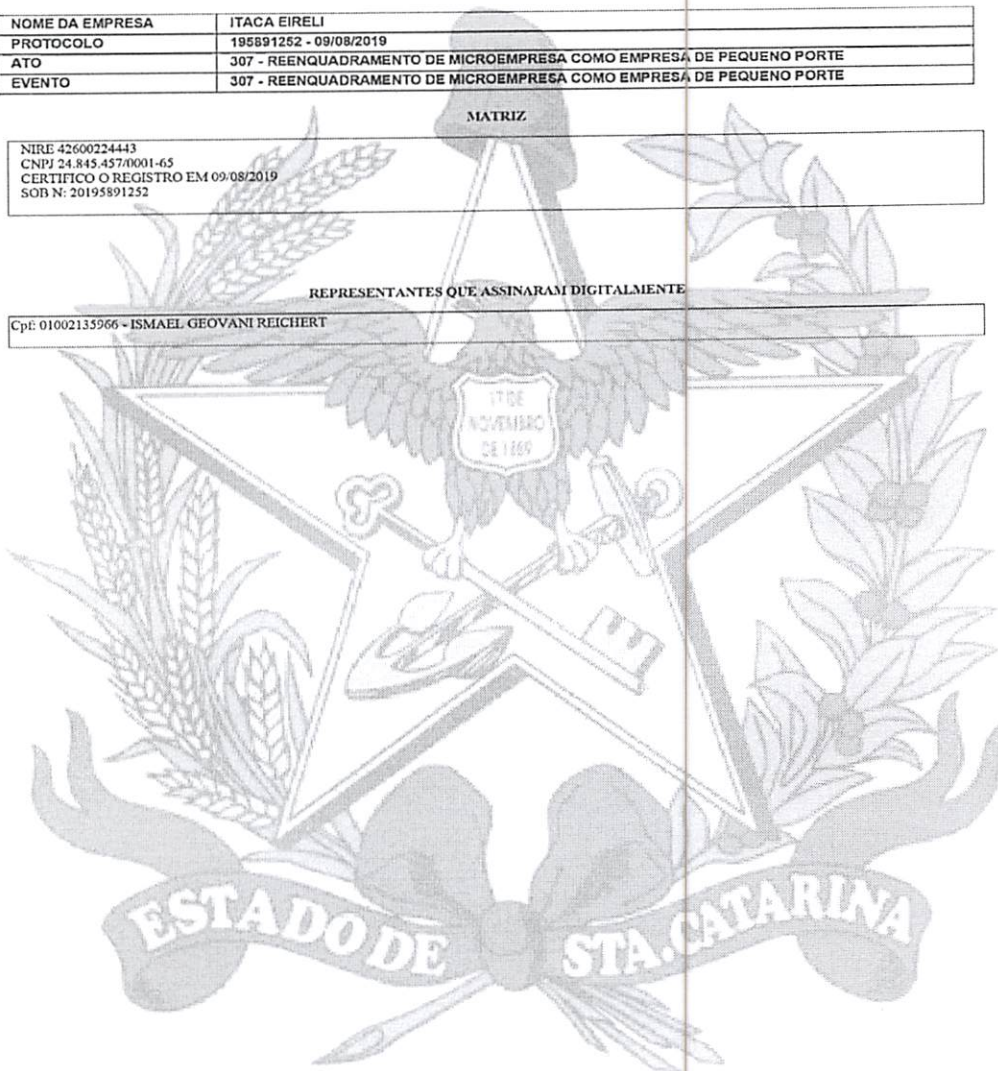 NOME DA EMPRESA ITACA EIRELI
PROTOCOLO 195891252 - 09/08/2019
ATO 307 - REENQUADRAMENTO DE MICROEMPRESA COMO EMPRESA DE PEQUENO PORTE
EVENTO 307 - REENQUADRAMENTO DE MICROEMPRESA COMO EMPRESA DE PEQUENO PORTE
MATRIZ
NIRE 42600224443
CNPJ 24.845.457/0001-65
CERTIFICO O REGISTRO EM 09/08/2019
SOB N: 20195891252
REPRESENTANTES QUE ASSINARAM DIGITALMENTE
Cpf: 01002135966 - ISMAEL GEOVANI REICHERT
17 DE
NOVEMBRO
DE 1889
ESTADO DE STA. CATARINA